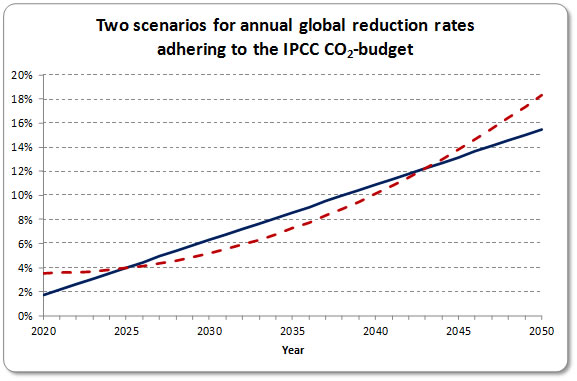 Two scenarios for annual global reduction rates
adhering to the IPCC CO₂-budget
20%
18%
16%
14%
12%
10%
8%
6%
4%
2%
0%
2020 2025 2030 2035 2040 2045 2050
Year